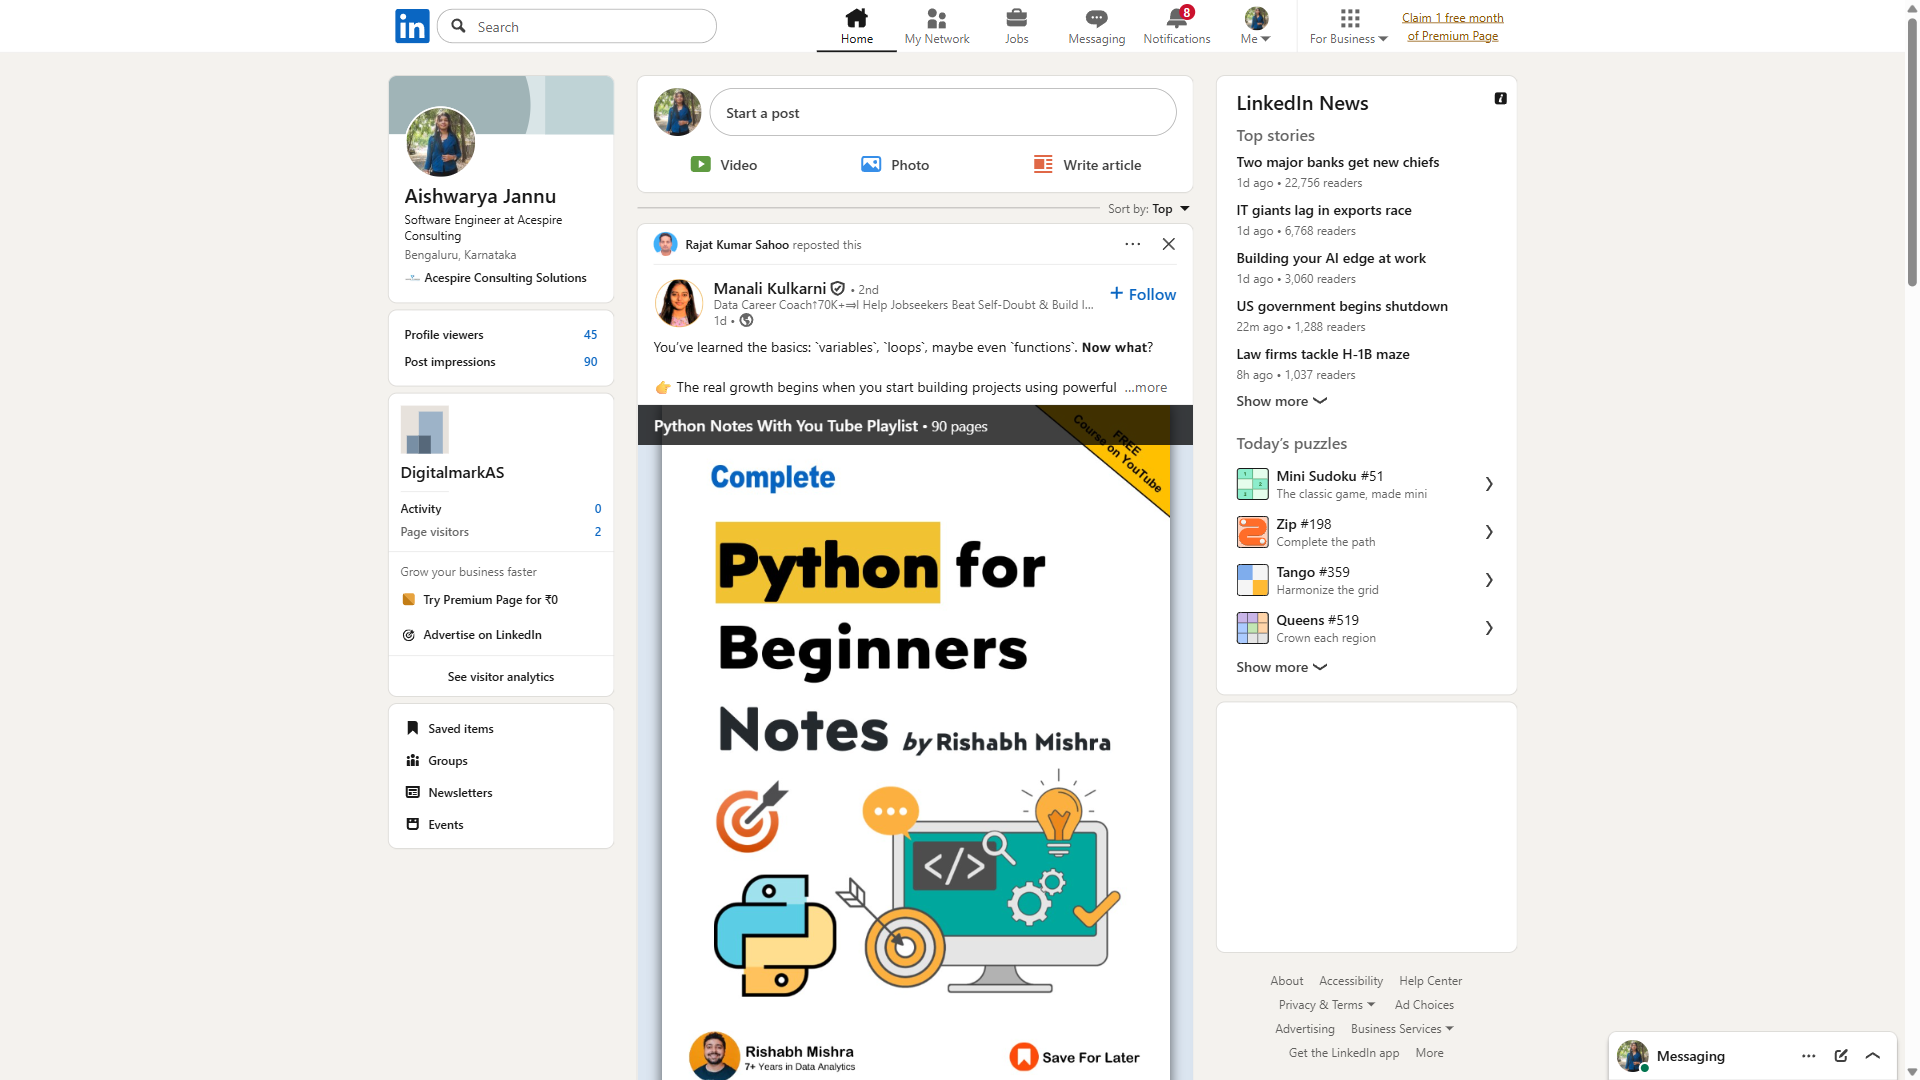 in
Search
Home
My Network
Jobs
Messaging
8
Notifications
Me
For Business
Claim 1 free month
of Premium Page
Aishwarya Jannu
Software Engineer at Acespire
Consulting
Bengaluru, Karnataka
Acespire Consulting Solutions
Profile viewers 45
Post impressions 90
DigitalmarkAS
Activity 0
Page visitors 2
Grow your business faster
Try Premium Page for ₹0
Advertise on LinkedIn
See visitor analytics
Saved items
Groups
Newsletters
Events
Start a post
Video
Photo
Write article
Sort by: Top
Rajat Kumar Sahoo reposted this
Manali Kulkarni • 2nd
Data Career Coach↑70K+⇒I Help Jobseekers Beat Self-Doubt & Build I...
1d •
+ Follow
You’ve learned the basics: `variables`, `loops`, maybe even `functions`. Now what?
👉 The real growth begins when you start building projects using powerful …more
Python Notes With You Tube Playlist • 90 pages
FREE
Course on YouTube
Complete
Python for
Beginners
Notes by Rishabh Mishra
</>
Rishabh Mishra
7+ Years in Data Analytics
Save For Later
LinkedIn News
Top stories
Two major banks get new chiefs
1d ago • 22,756 readers
IT giants lag in exports race
1d ago • 6,768 readers
Building your AI edge at work
1d ago • 3,060 readers
US government begins shutdown
22m ago • 1,288 readers
Law firms tackle H-1B maze
8h ago • 1,037 readers
Show more
Today’s puzzles
Mini Sudoku #51
The classic game, made mini
Zip #198
Complete the path
Tango #359
Harmonize the grid
Queens #519
Crown each region
Show more
About Accessibility Help Center
Privacy & Terms Ad Choices
Advertising Business Services
Get the LinkedIn app More
Messaging